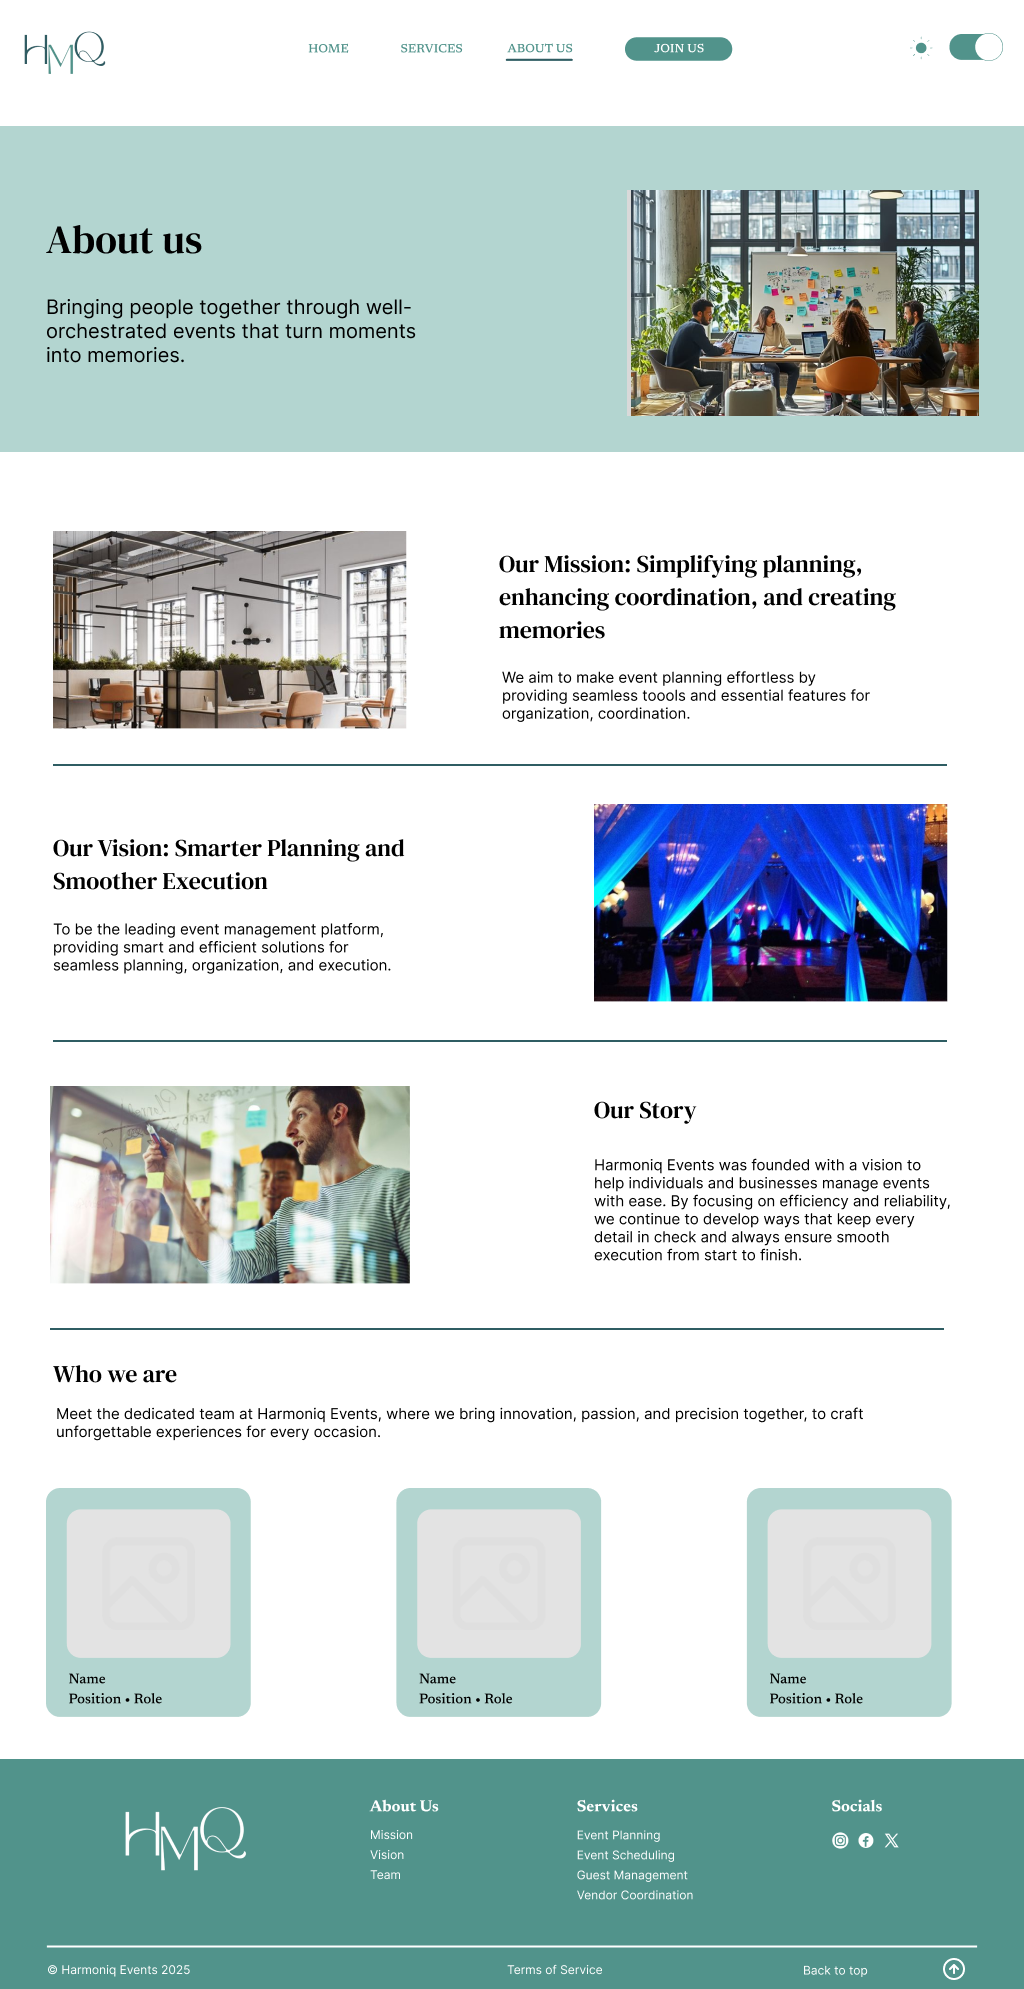 HMQ
HOME
SERVICES
ABOUT US
JOIN US
About us
Bringing people together through well-
orchestrated events that turn moments
into memories.
Our Mission: Simplifying planning,
enhancing coordination, and creating
memories
We aim to make event planning effortless by
providing seamless toools and essential features for
organization, coordination.
Our Vision: Smarter Planning and
Smoother Execution
To be the leading event management platform,
providing smart and efficient solutions for
seamless planning, organization, and execution.
Our Story
Harmoniq Events was founded with a vision to
help individuals and businesses manage events
with ease. By focusing on efficiency and reliability,
we continue to develop ways that keep every
detail in check and always ensure smooth
execution from start to finish.
Who we are
Meet the dedicated team at Harmoniq Events, where we bring innovation, passion, and precision together, to craft
unforgettable experiences for every occasion.
Name
Position • Role
Name
Position • Role
Name
Position • Role
HMQ
About Us
Mission
Vision
Team
Services
Event Planning
Event Scheduling
Guest Management
Vendor Coordination
Socials
© Harmoniq Events 2025
Terms of Service
Back to top